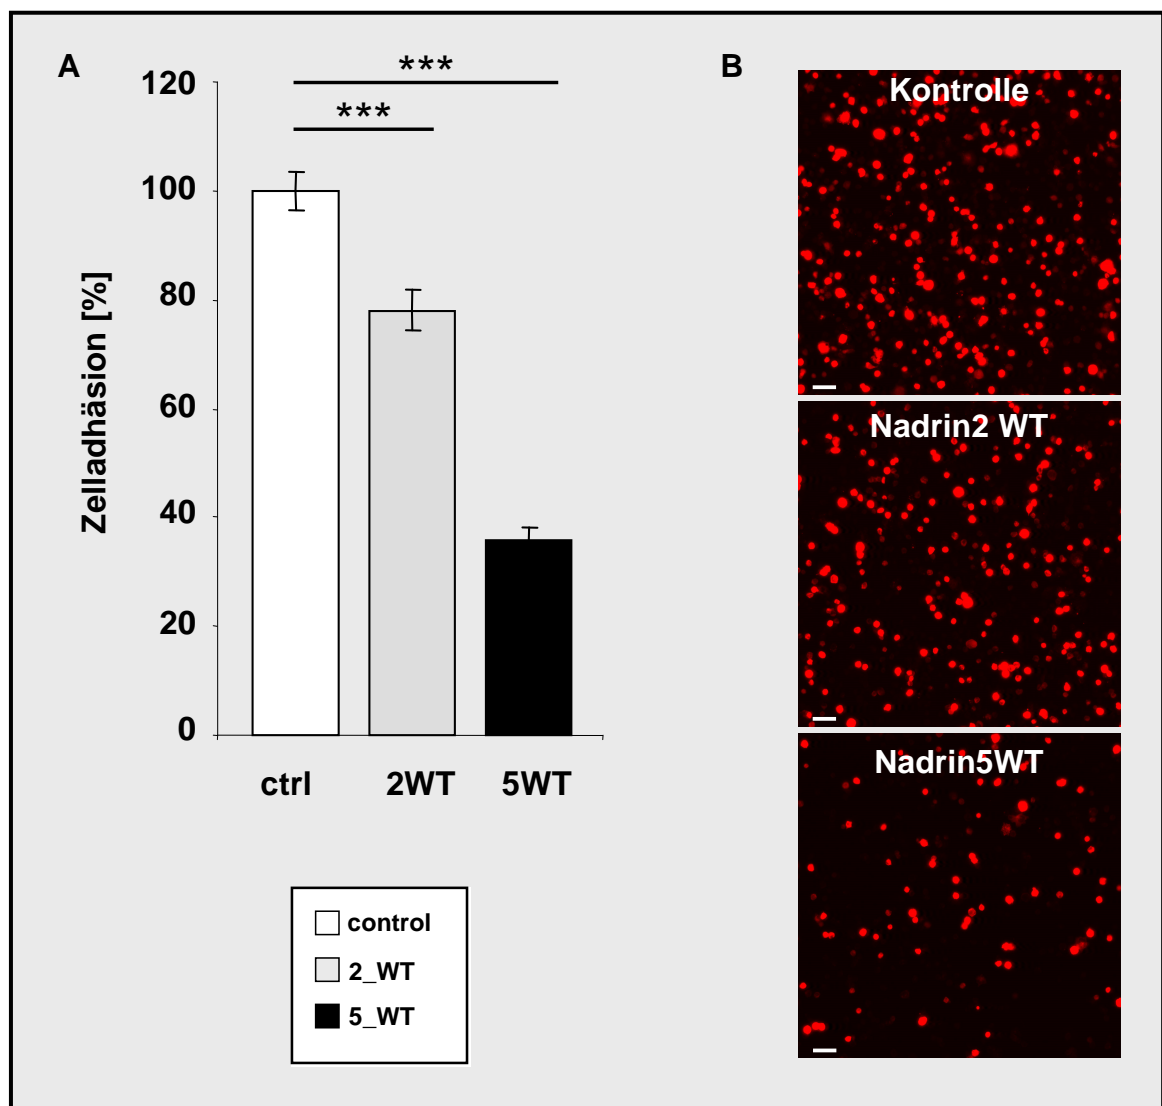 A
120
100
80
60
40
20
0
Zelladhäsion [%]
***
***
ctrl 2WT 5WT
control
2_WT
5_WT
B
Kontrolle
Nadrin2 WT
Nadrin5WT